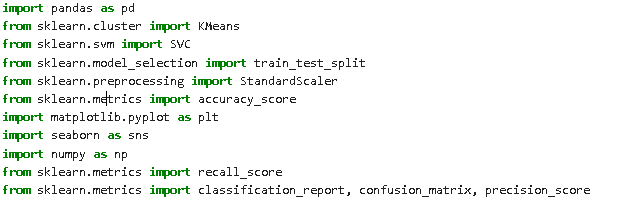 import pandas as pd
from sklearn.cluster import KMeans
from sklearn.svm import SVC
from sklearn.model_selection import train_test_split
from sklearn.preprocessing import StandardScaler
from sklearn.metrics import accuracy_score
import matplotlib.pyplot as plt
import seaborn as sns
import numpy as np
from sklearn.metrics import recall_score
from sklearn.metrics import classification_report, confusion_matrix, precision_score